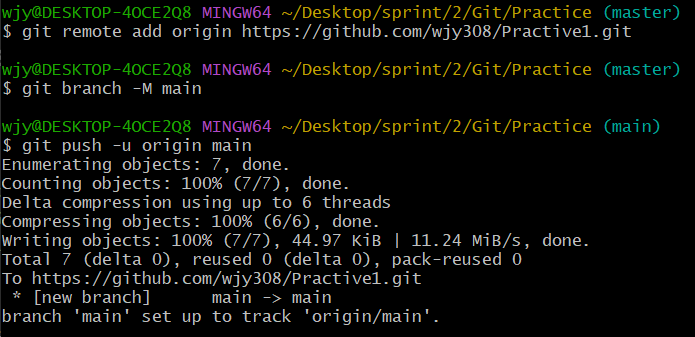 wjy@DESKTOP-4OCE2Q8 MINGW64 ~/Desktop/sprint/2/Git/Practice (master)
$ git remote add origin https://github.com/wjy308/Practive1.git
wjy@DESKTOP-4OCE2Q8 MINGW64 ~/Desktop/sprint/2/Git/Practice (master)
$ git branch -M main
wjy@DESKTOP-4OCE2Q8 MINGW64 ~/Desktop/sprint/2/Git/Practice (main)
$ git push -u origin main
Enumerating objects: 7, done.
Counting objects: 100% (7/7), done.
Delta compression using up to 6 threads
Compressing objects: 100% (6/6), done.
Writing objects: 100% (7/7), 44.97 KiB | 11.24 MiB/s, done.
Total 7 (delta 0), reused 0 (delta 0), pack-reused 0
To https://github.com/wjy308/Practive1.git
 * [new branch]      main -> main
branch 'main' set up to track 'origin/main'.